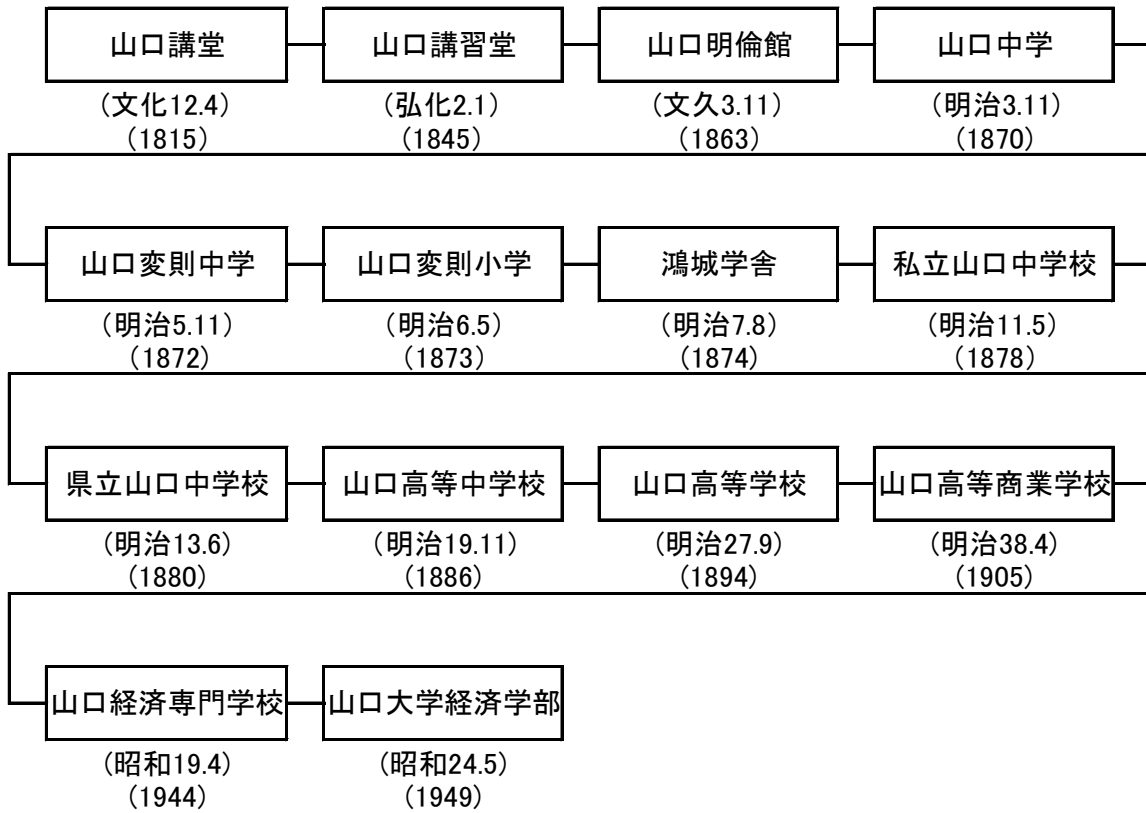 山口講堂 山口講習堂 山口明倫館 山口中学
(文化12.4) (弘化2.1) (文久3.11) (明治3.11)
(1815) (1845) (1863) (1870)
山口変則中学 山口変則小学 鴻城学舎 私立山口中学校
(明治5.11) (明治6.5) (明治7.8) (明治11.5)
(1872) (1873) (1874) (1878)
県立山口中学校 山口高等中学校 山口高等学校 山口高等商業学校
(明治13.6) (明治19.11) (明治27.9) (明治38.4)
(1880) (1886) (1894) (1905)
山口経済専門学校 山口大学経済学部
(昭和19.4) (昭和24.5)
(1944) (1949)